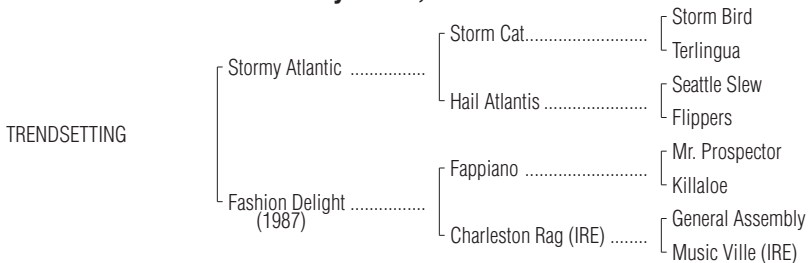 Storm Bird
Storm Cat........................
Terlingua
Stormy Atlantic ................
Seattle Slew
Hail Atlantis .....................
Flippers
TRENDSETTING
Mr. Prospector
Fappiano .........................
Killaloe
Fashion Delight ................
(1987)
General Assembly
Charleston Rag (IRE) ........
Music Ville (IRE)